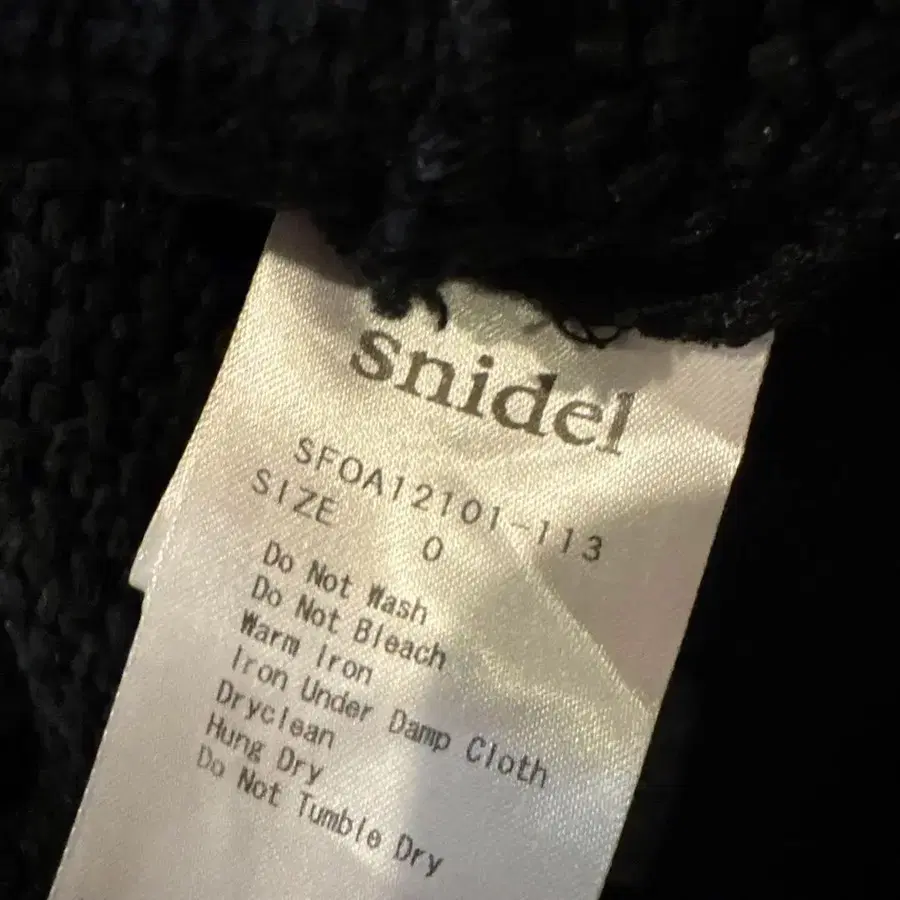 snidel
SFOA12101-113
SIZE 0
Do Not Wash
Do Not Bleach
Warm Iron
Iron Under Damp Cloth
Dryclean
Hung Dry
Do Not Tumble Dry